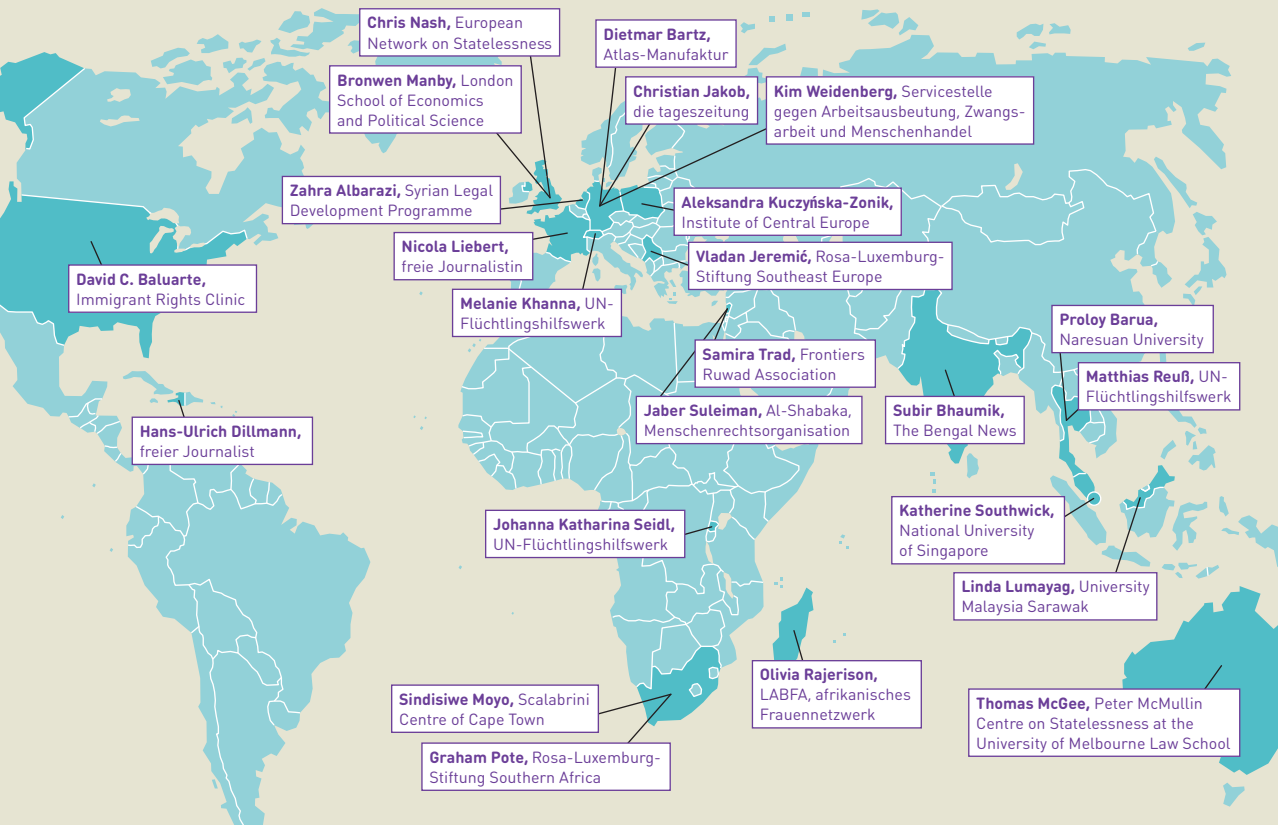 Chris Nash, European
Network on Statelessness
Dietmar Bartz,
Atlas-Manufaktur
Bronwen Manby, London
School of Economics
and Political Science
Christian Jakob,
die tageszeitung
Kim Weidenberg, Servicestelle
gegen Arbeitsausbeutung, Zwangs-
arbeit und Menschenhandel
Zahra Albarazi, Syrian Legal
Development Programme
Aleksandra Kuczyńska-Zonik,
Institute of Central Europe
Nicola Liebert,
freie Journalistin
Vladan Jeremić, Rosa-Luxemburg-
Stiftung Southeast Europe
David C. Baluarte,
Immigrant Rights Clinic
Melanie Khanna, UN-
Flüchtlingshilfswerk
Proloy Barua,
Naresuan University
Samira Trad, Frontiers
Ruwad Association
Matthias Reuß, UN-
Flüchtlingshilfswerk
Jaber Suleiman, Al-Shabaka,
Menschenrechtsorganisation
Subir Bhaumik,
The Bengal News
Hans-Ulrich Dillmann,
freier Journalist
Katherine Southwick,
National University
of Singapore
Johanna Katharina Seidl,
UN-Flüchtlingshilfswerk
Linda Lumayag, University
Malaysia Sarawak
Olivia Rajerison,
LABFA, afrikanisches
Frauennetzwerk
Sindisiwe Moyo, Scalabrini
Centre of Cape Town
Thomas McGee, Peter McMullin
Centre on Statelessness at the
University of Melbourne Law School
Graham Pote, Rosa-Luxemburg-
Stiftung Southern Africa